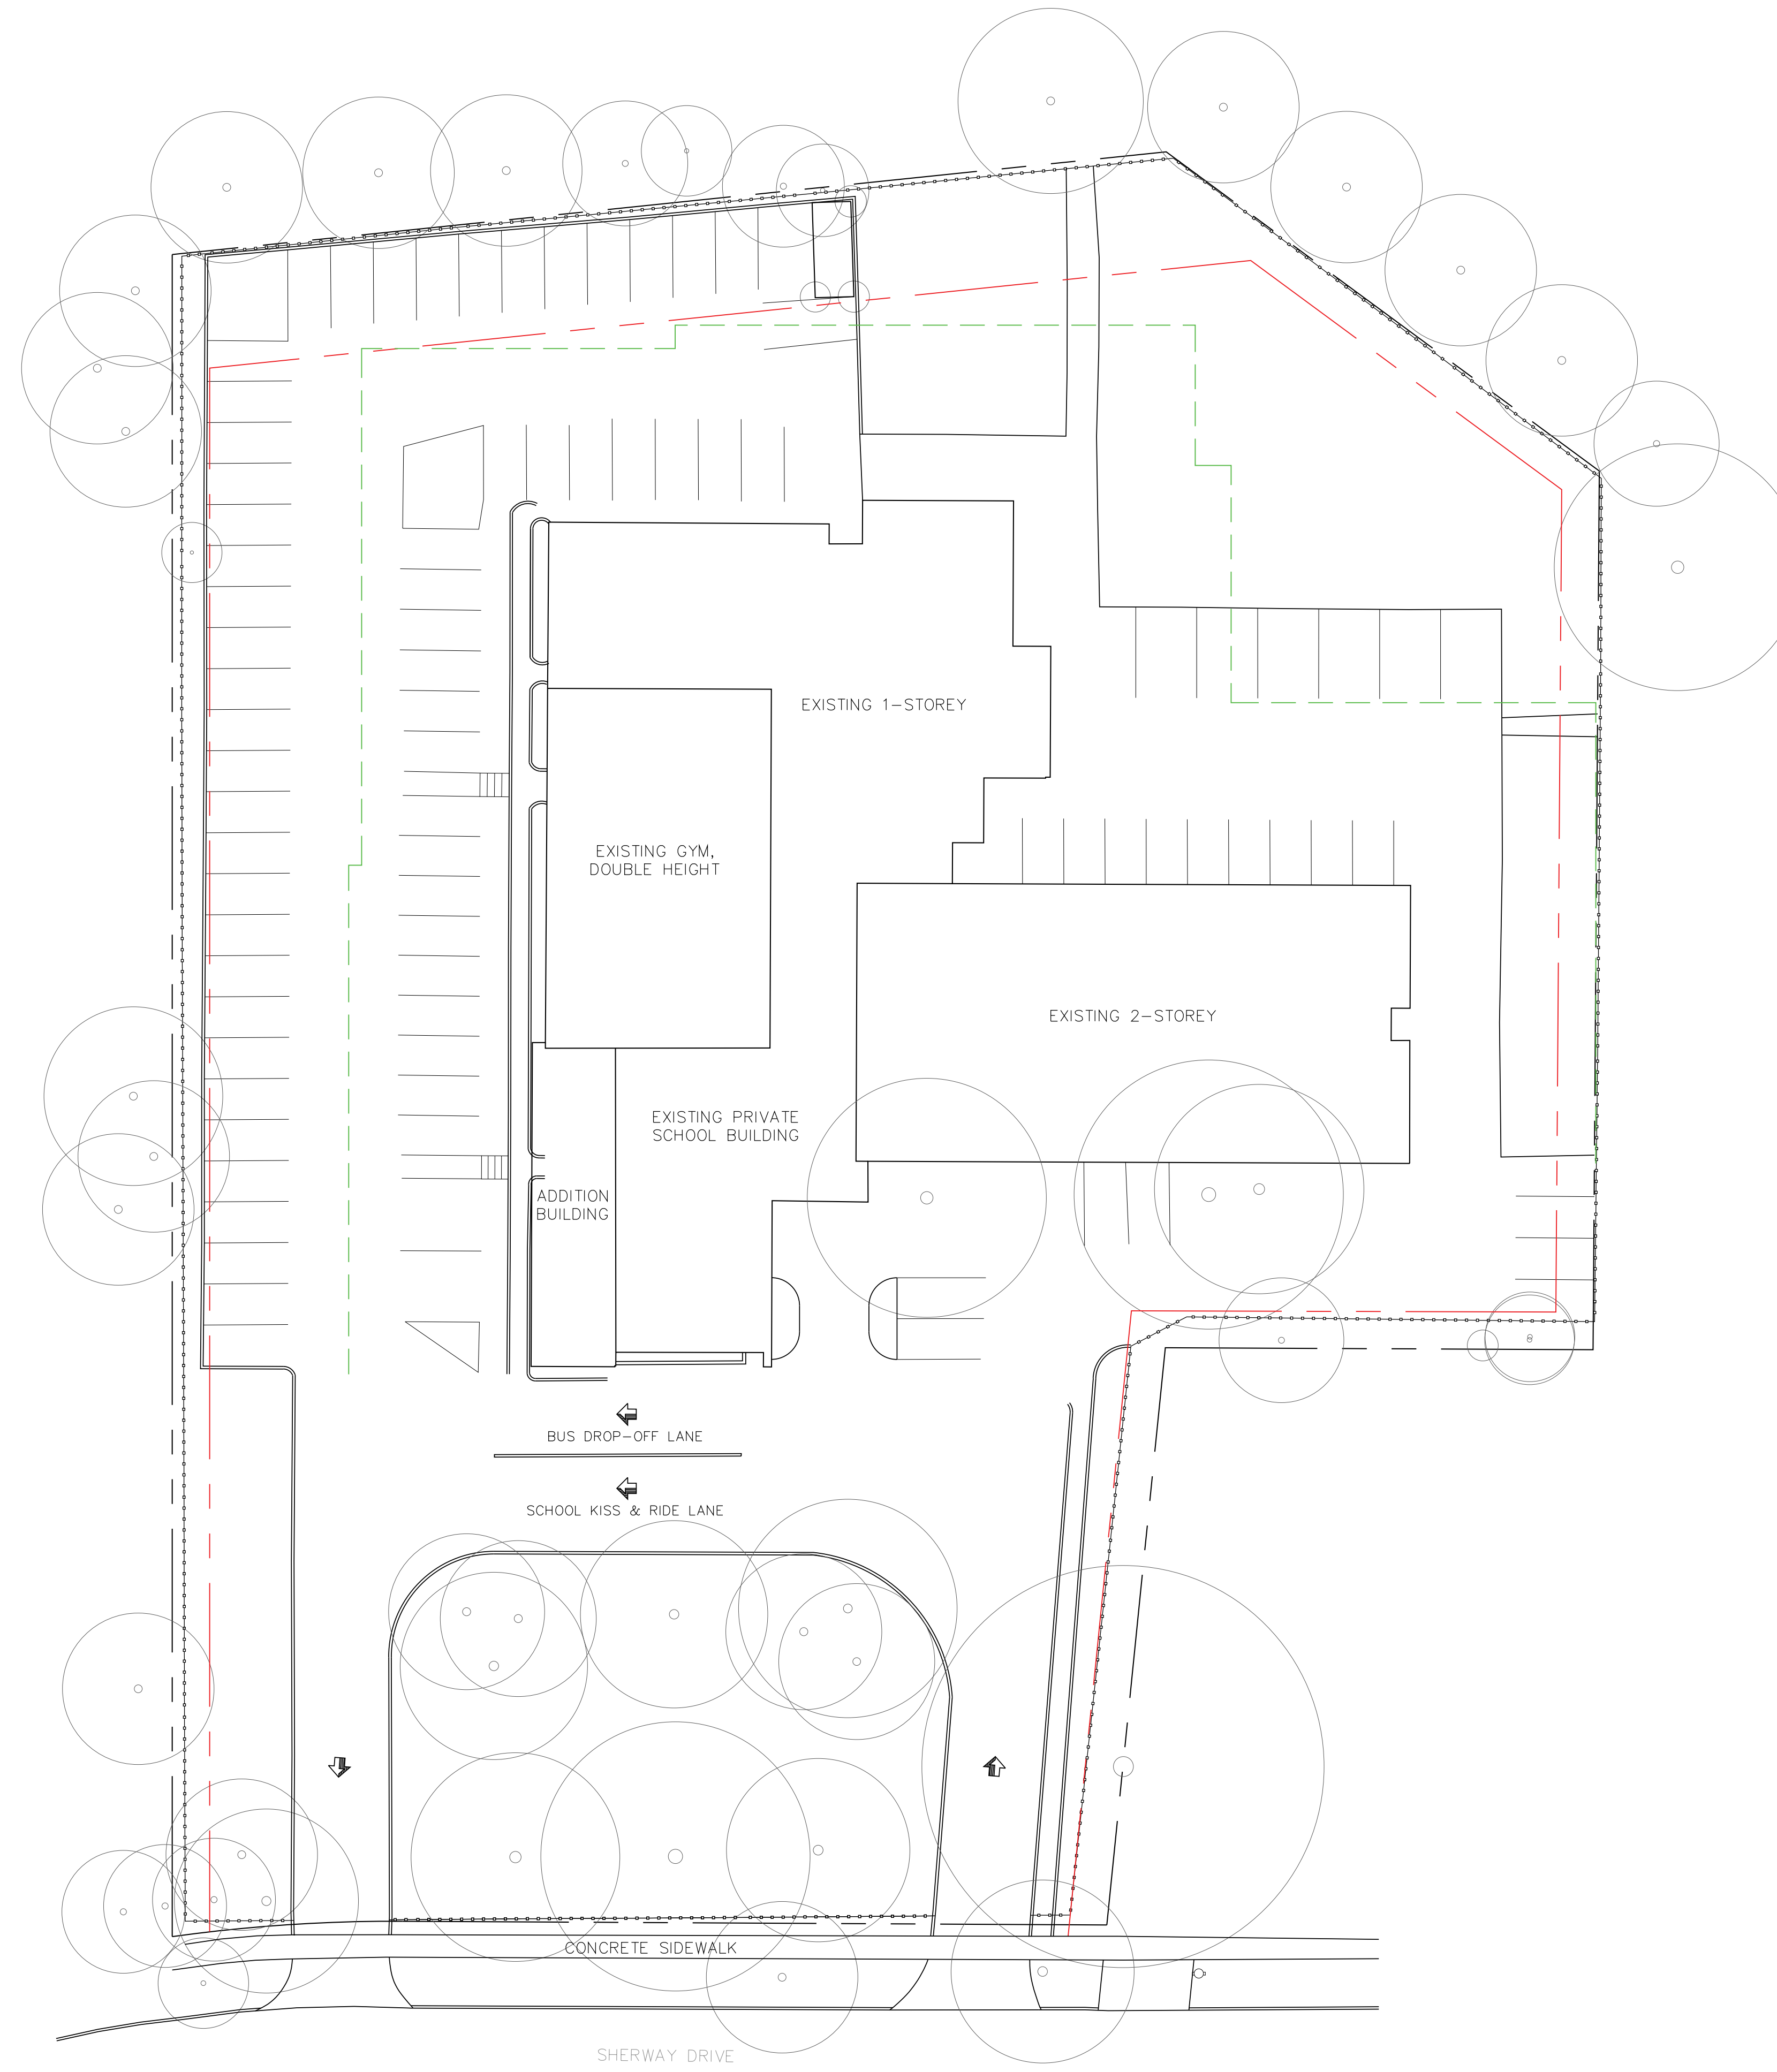 EXISTING 1-STOREY
EXISTING GYM,
DOUBLE HEIGHT
EXISTING 2-STOREY
EXISTING PRIVATE
SCHOOL BUILDING
ADDITION
BUILDING
BUS DROP-OFF LANE
SCHOOL KISS & RIDE LANE
CONCRETE SIDEWALK
SHERWAY DRIVE